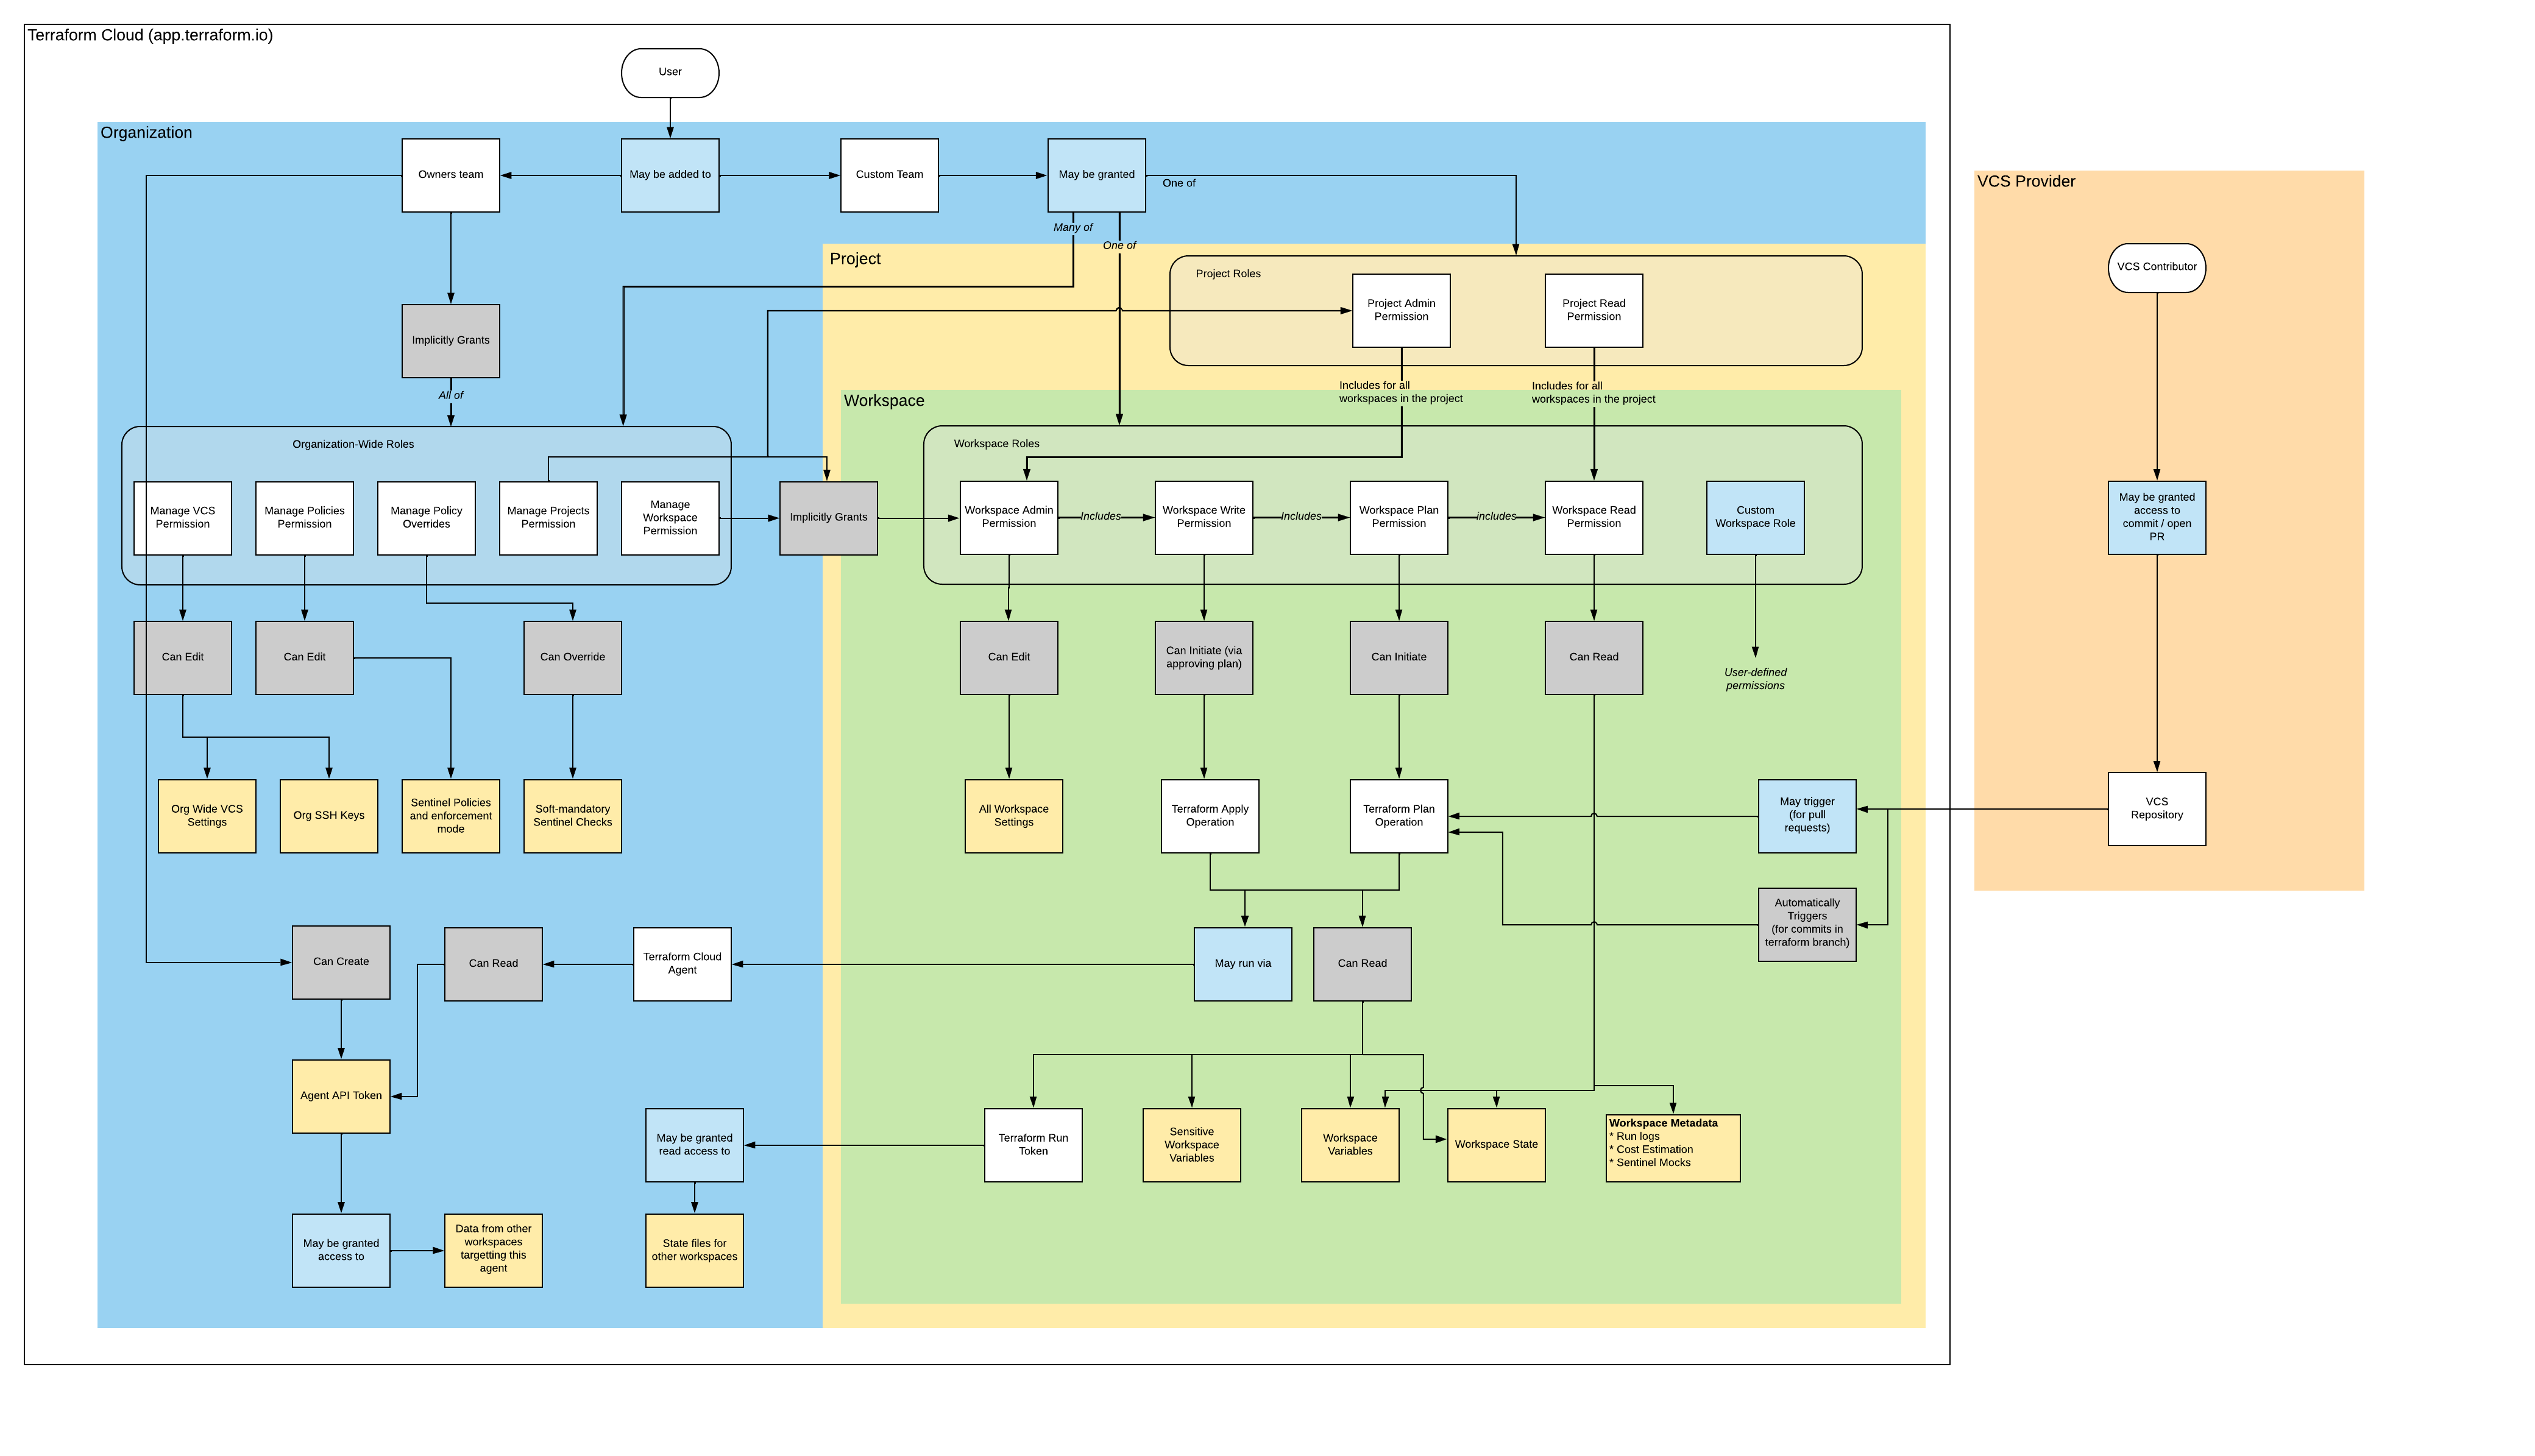 Terraform Cloud (app.terraform.io)
User
Organization
Owners team
May be added to
Custom Team
May be granted
One of
Many of
One of
VCS Provider
VCS Contributor
Project
Project Roles
Project Admin
Permission
Project Read
Permission
Implicitly Grants
All of
Includes for all
workspaces in the project
Includes for all
workspaces in the project
Workspace
Organization-Wide Roles
Workspace Roles
Manage VCS
Permission
Manage Policies
Permission
Manage Policy
Overrides
Manage Projects
Permission
Manage
Workspace
Permission
Implicitly Grants
Workspace Admin
Permission
Includes
Workspace Write
Permission
Includes
Workspace Plan
Permission
includes
Workspace Read
Permission
Custom
Workspace Role
May be granted
access to
commit / open
PR
Can Edit
Can Edit
Can Override
Can Edit
Can Initiate (via
approving plan)
Can Initiate
Can Read
User-defined
permissions
Org Wide VCS
Settings
Org SSH Keys
Sentinel Policies
and enforcement
mode
Soft-mandatory
Sentinel Checks
All Workspace
Settings
Terraform Apply
Operation
Terraform Plan
Operation
May trigger
(for pull
requests)
VCS
Repository
Automatically
Triggers
(for commits in
terraform branch)
Can Create
Can Read
Terraform Cloud
Agent
May run via
Can Read
Agent API Token
May be granted
read access to
Terraform Run
Token
Sensitive
Workspace
Variables
Workspace
Variables
Workspace State
Workspace Metadata
* Run logs
* Cost Estimation
* Sentinel Mocks
May be granted
access to
Data from other
workspaces
targetting this
agent
State files for
other workspaces